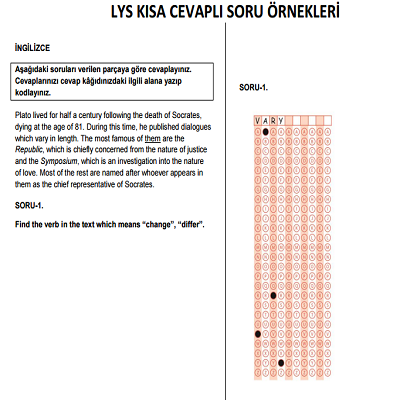 LYS KISA CEVAPLI SORU ÖRNEKLERİ
İNGİLİZCE
Aşağıdaki soruları verilen parçaya göre cevaplayınız.
Cevaplarınızı cevap kâğıdınızdaki ilgili alana yazıp
kodlayınız.
Plato lived for half a century following the death of Socrates,
dying at the age of 81. During this time, he published dialogues
which vary in length. The most famous of them are the
Republic, which is chiefly concerned from the nature of justice
and the Symposium, which is an investigation into the nature
of love. Most of the rest are named after whoever appears in
them as the chief representative of Socrates.
SORU-1.
Find the verb in the text which means “change”, “differ”.
SORU-1.
V A R Y